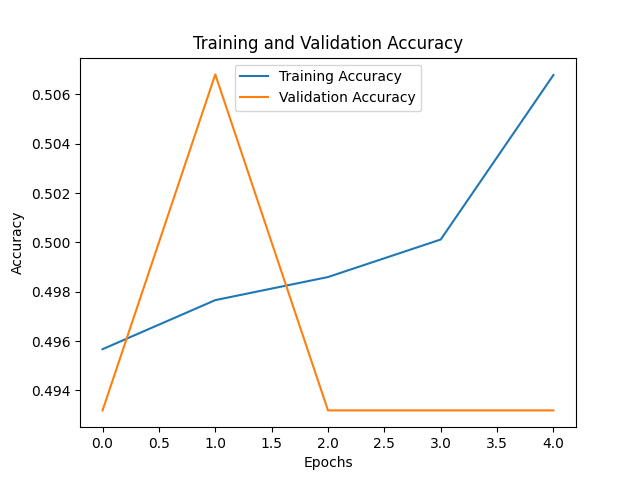 Training and Validation Accuracy
Training Accuracy
Validation Accuracy
0.506
0.504
0.502
0.500
0.498
0.496
0.494
Accuracy
0.0 0.5 1.0 1.5 2.0 2.5 3.0 3.5 4.0
Epochs